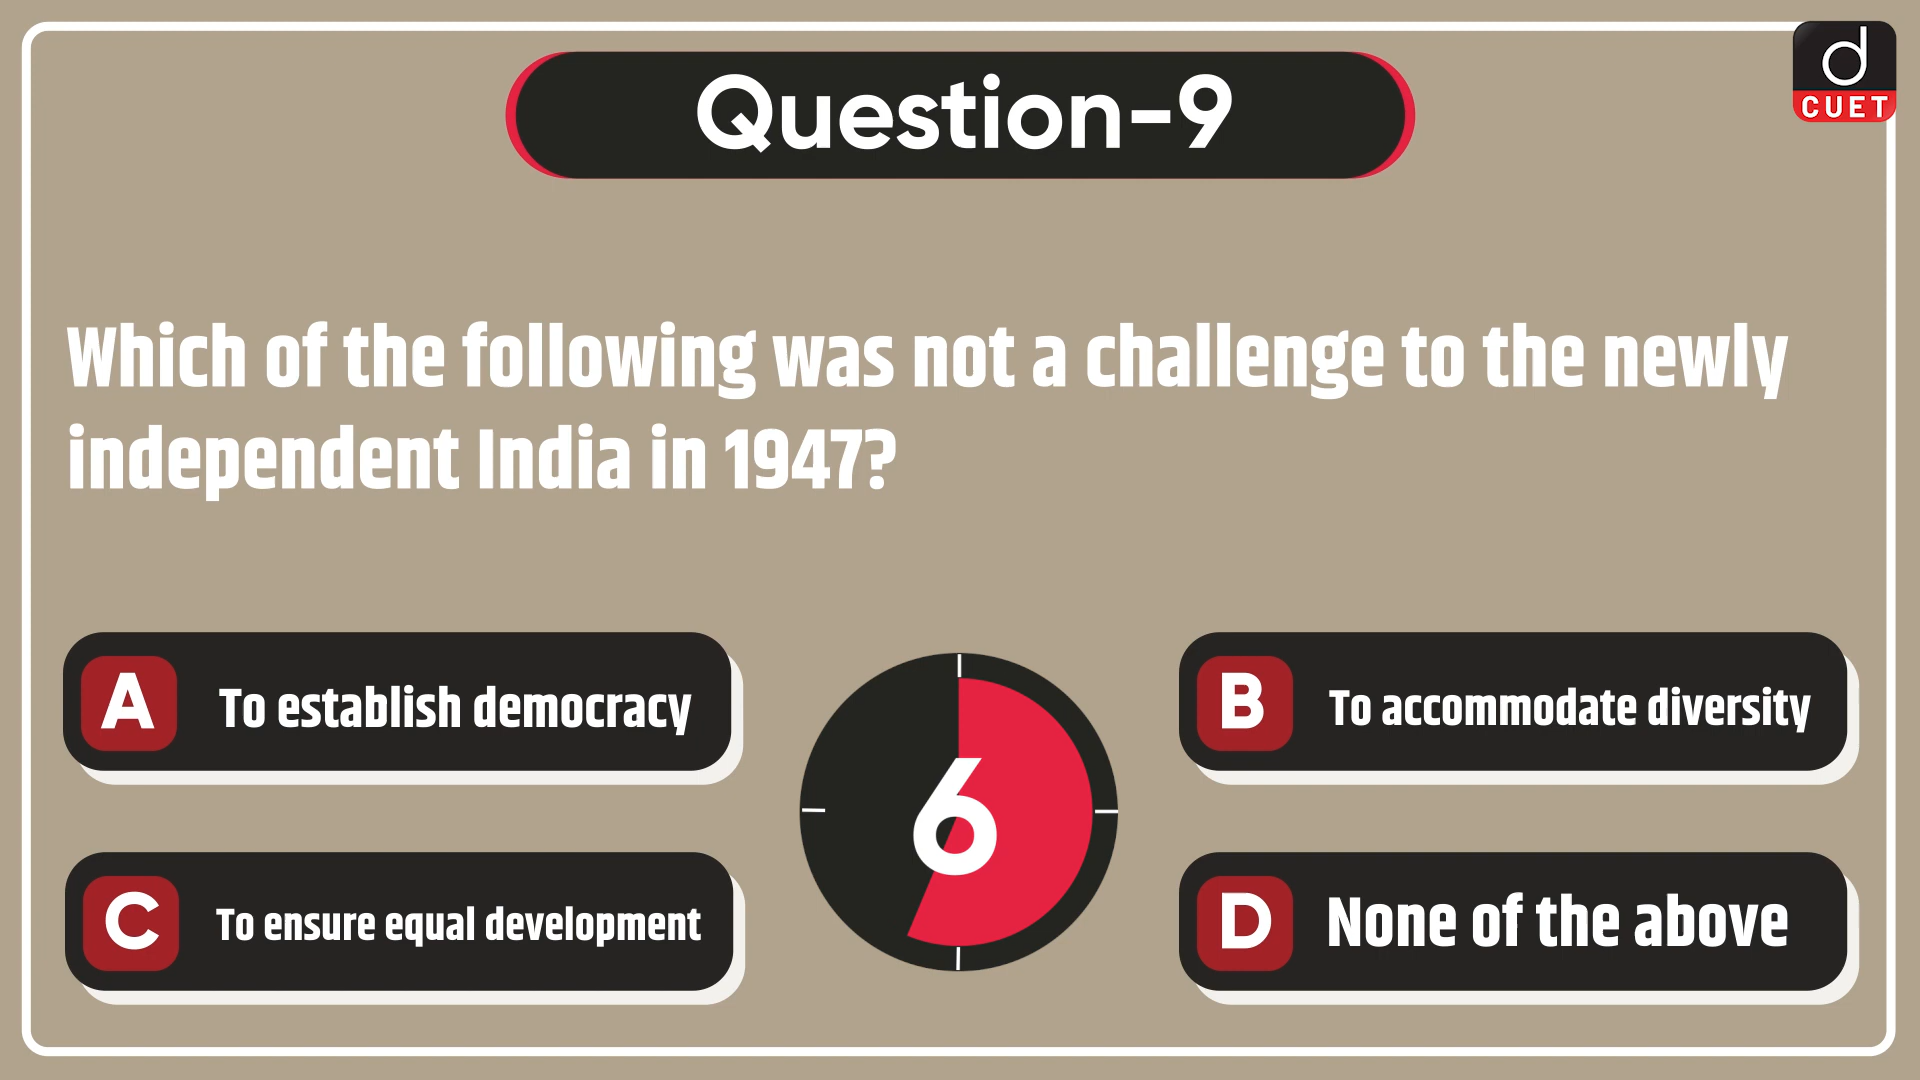 Question-9
d
CUET
Which of the following was not a challenge to the newly
independent India in 1947?
A To establish democracy
B To accommodate diversity
6
C To ensure equal development
D None of the above